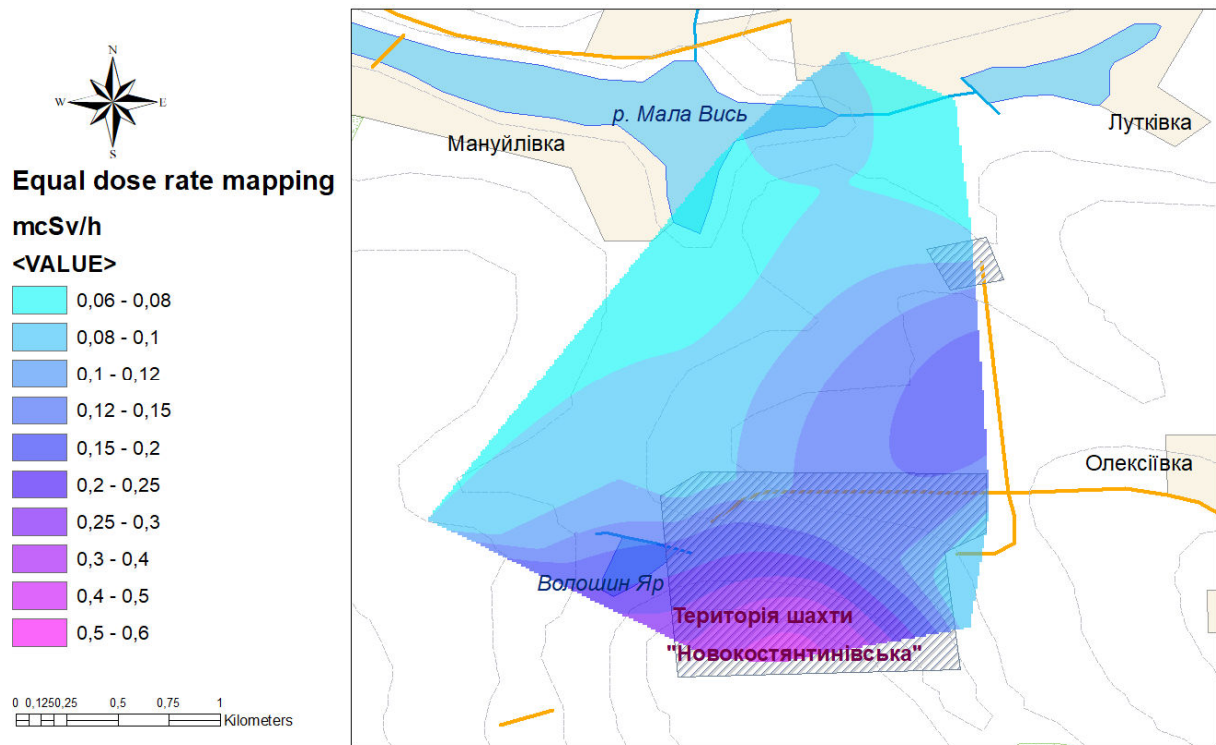 N
W
E
S
Equal dose rate mapping
mcSv/h
<VALUE>
0,06 - 0,08
0,08 - 0,1
0,1 - 0,12
0,12 - 0,15
0,15 - 0,2
0,2 - 0,25
0,25 - 0,3
0,3 - 0,4
0,4 - 0,5
0,5 - 0,6
0 0,1250,25 0,5 0,75 1
Kilometers
р. Мала Вись
Мануйлівка
Лутківка
Олексіївка
Волошин Яр
Територія шахти
"Новокостянтинівська"